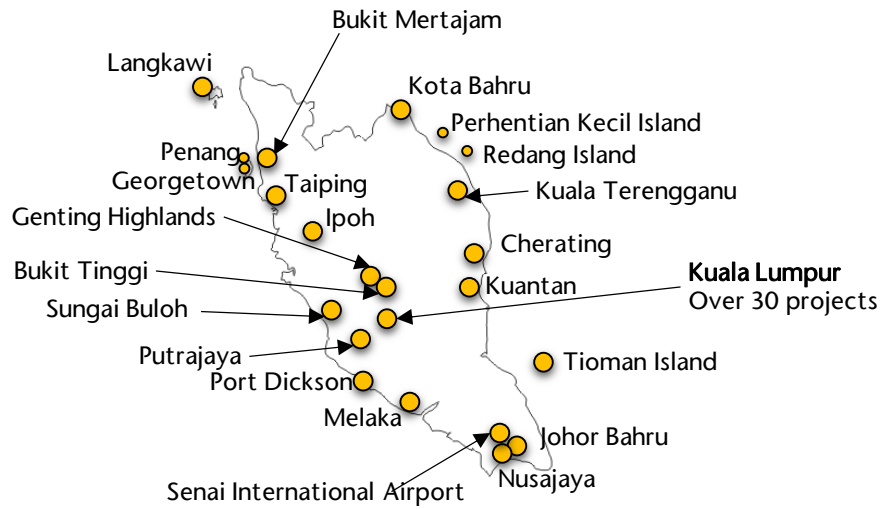 Bukit Mertajam
Langkawi
Kota Bahru
Perhentian Kecil Island
Penang
Redang Island
Georgetown
Taiping
Kuala Terengganu
Genting Highlands
Ipoh
Cherating
Bukit Tinggi
Kuantan
Kuala Lumpur
Over 30 projects
Sungai Buloh
Putrajaya
Tioman Island
Port Dickson
Melaka
Johor Bahru
Nusajaya
Senai International Airport